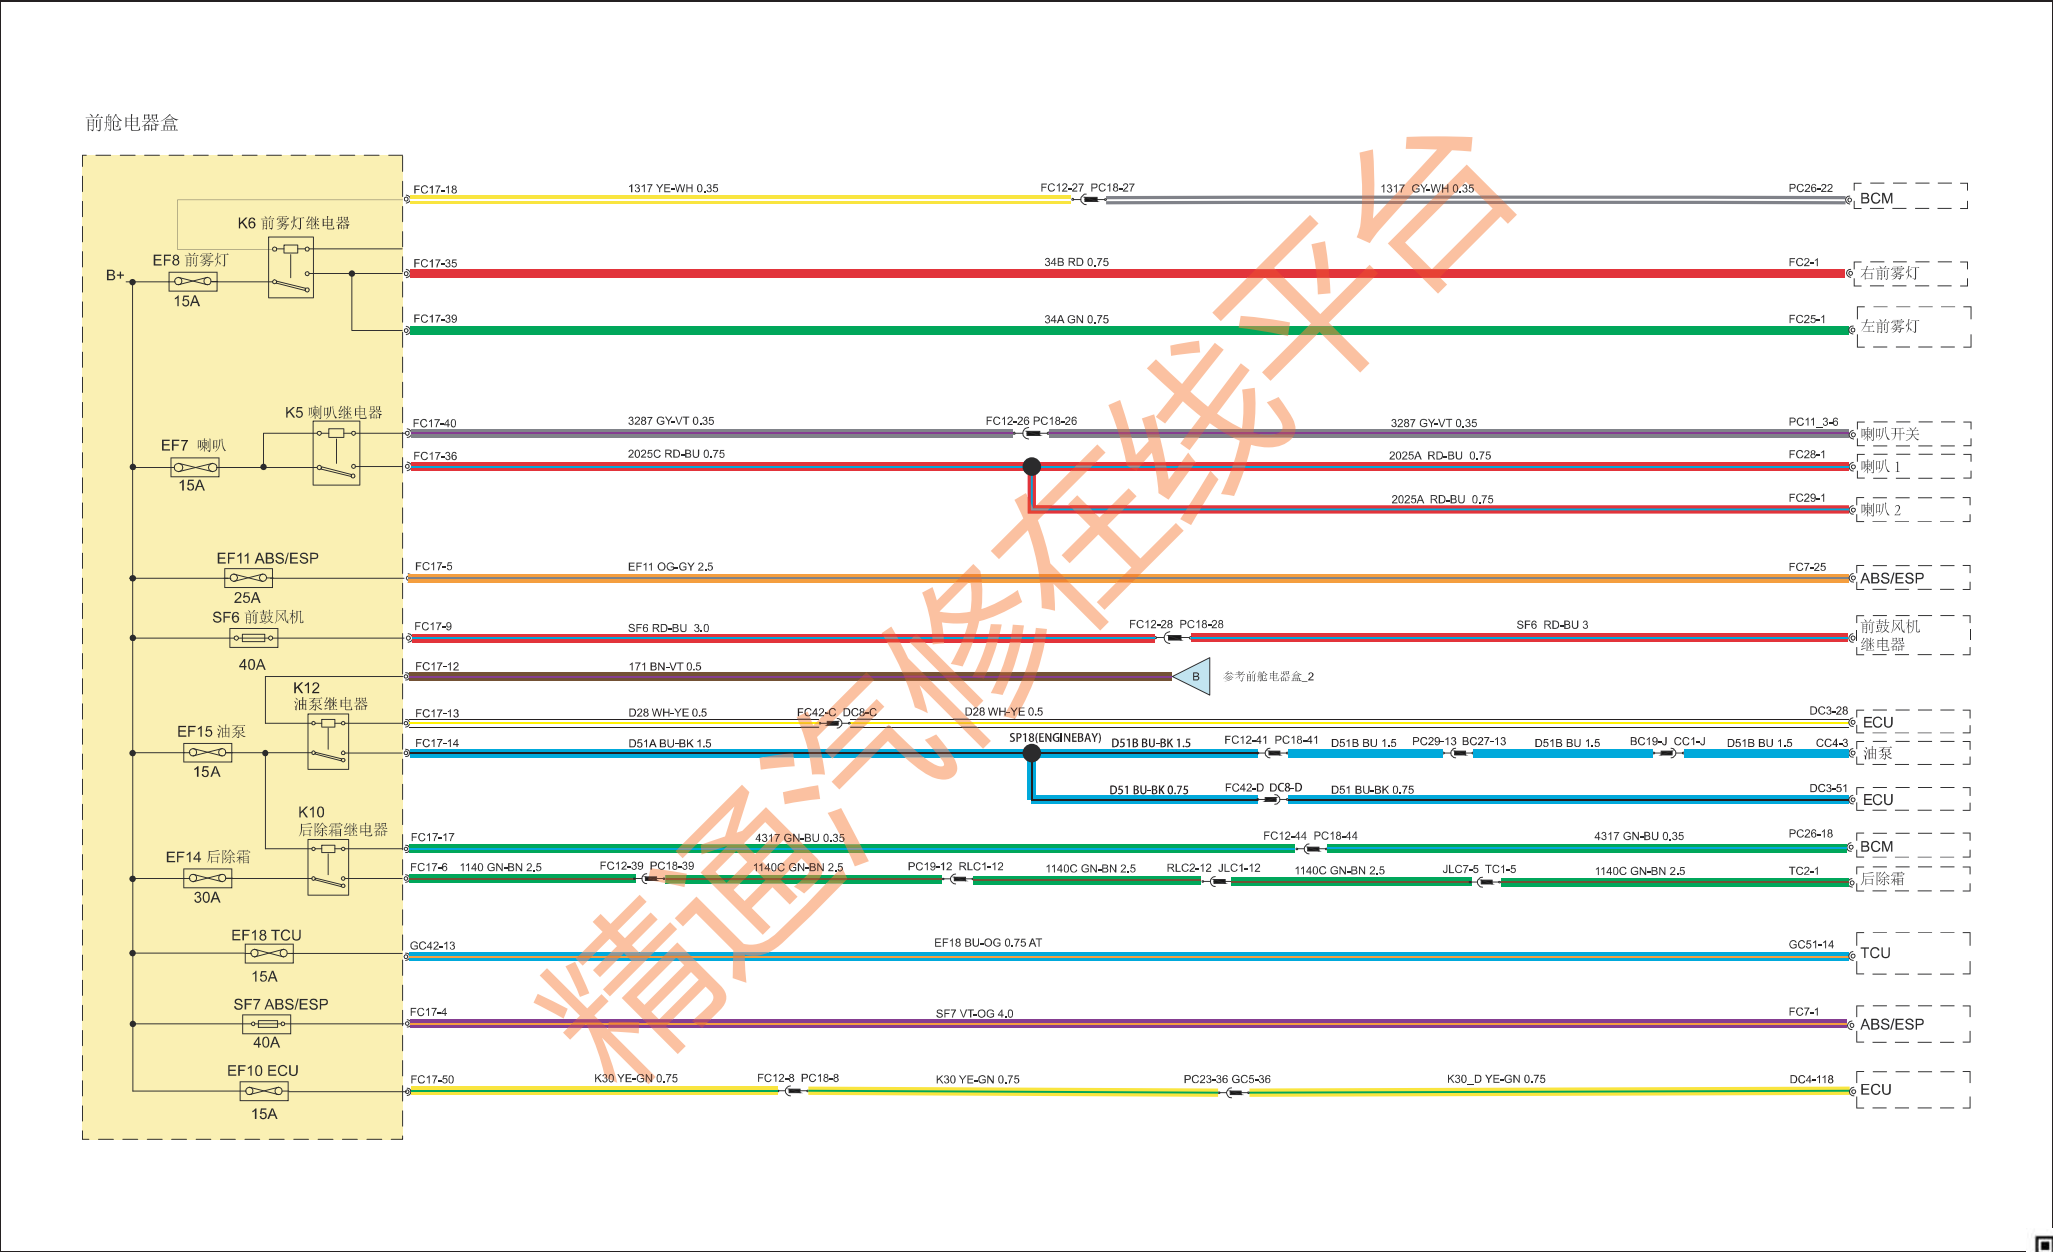 前舱电器盒
FC17-18
1317 YE-WH 0.35
FC12-27 PC18-27
1317 GY-WH 0.35
PC26-22
BCM
K6 前雾灯继电器
EF8 前雾灯
B+
15A
FC17-35
34B RD 0.75
FC2-1
右前雾灯
FC17-39
34A GN 0.75
FC25-1
左前雾灯
K5 喇叭继电器
EF7 喇叭
15A
FC17-40
3287 GY-VT 0.35
FC12-26 PC18-26
3287 GY-VT 0.35
PC11_3-6
喇叭开关
FC17-36
2025C RD-BU 0.75
2025A RD-BU 0.75
FC28-1
喇叭 1
2025A RD-BU 0.75
FC29-1
喇叭 2
EF11 ABS/ESP
25A
FC17-5
EF11 OG-GY 2.5
FC7-25
ABS/ESP
SF6 前鼓风机
40A
FC17-9
SF6 RD-BU 3.0
FC12-28 PC18-28
SF6 RD-BU 3
前鼓风机
继电器
FC17-12
171 BN-VT 0.5
B
参考前舱电器盒_2
K12
油泵继电器
FC17-13
D28 WH-YE 0.5
FC42-C DC8-C
D28 WH-YE 0.5
DC3-28
ECU
EF15 油泵
15A
FC17-14
D51A BU-BK 1.5
SP18(ENGINEBAY)
D51B BU-BK 1.5
FC12-41 PC18-41
D51B BU 1.5
PC29-13 BC27-13
D51B BU 1.5
BC19-J CC1-J
D51B BU 1.5
CC4-3
油泵
D51 BU-BK 0.75
FC42-D DC8-D
D51 BU-BK 0.75
DC3-51
ECU
K10
后除霜继电器
FC17-17
4317 GN-BU 0.35
FC12-44 PC18-44
4317 GN-BU 0.35
PC26-18
BCM
EF14 后除霜
30A
FC17-6
1140 GN-BN 2.5
FC12-39 PC18-39
1140C GN-BN 2.5
PC19-12 RLC1-12
1140C GN-BN 2.5
RLC2-12 JLC1-12
1140C GN-BN 2.5
JLC7-5 TC1-5
1140C GN-BN 2.5
TC2-1
后除霜
EF18 TCU
15A
GC42-13
EF18 BU-OG 0.75 AT
GC51-14
TCU
SF7 ABS/ESP
40A
FC17-4
SF7 VT-OG 4.0
FC7-1
ABS/ESP
EF10 ECU
15A
FC17-50
K30 YE-GN 0.75
FC12-8 PC18-8
K30 YE-GN 0.75
PC23-36 GC5-36
K30_D YE-GN 0.75
DC4-118
ECU
精通汽修在线平台